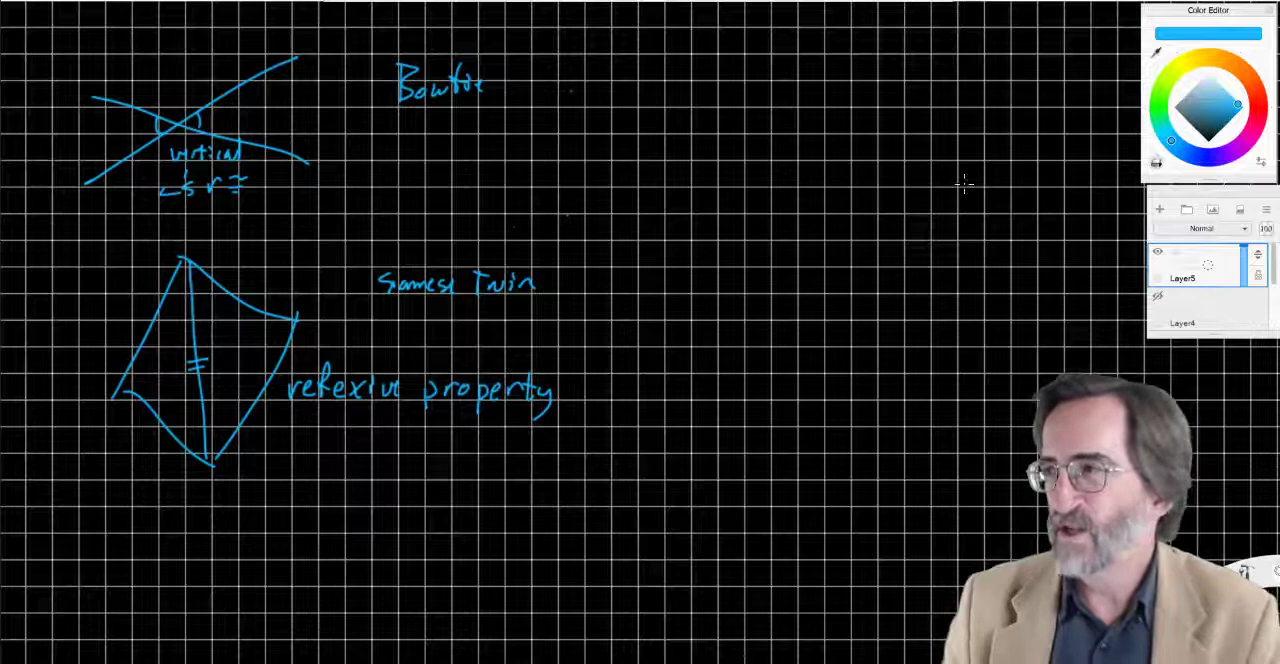 Color Editor
Bowtie
vertical
∠'s r ≅
Normal
100
Layer5
Siamese Twin
Layer4
reflexive property